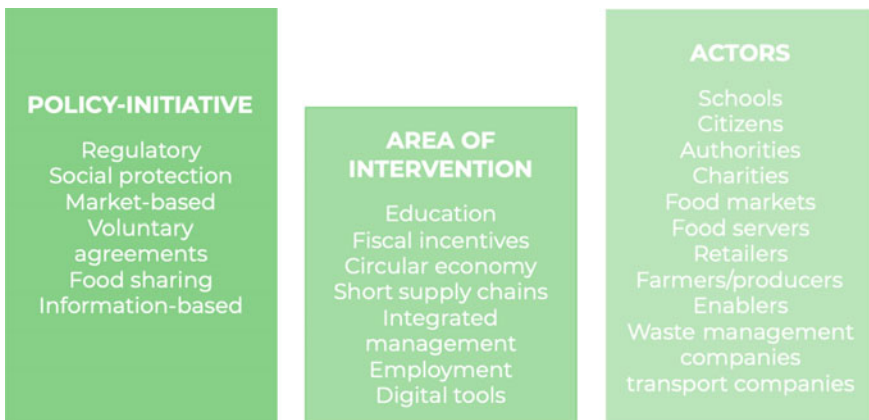 POLICY-INITIATIVE
Regulatory
Social protection
Market-based
Voluntary
agreements
Food sharing
Information-based
AREA OF
INTERVENTION
Education
Fiscal incentives
Circular economy
Short supply chains
Integrated
management
Employment
Digital tools
ACTORS
Schools
Citizens
Authorities
Charities
Food markets
Food servers
Retailers
Farmers/producers
Enablers
Waste management
companies
transport companies